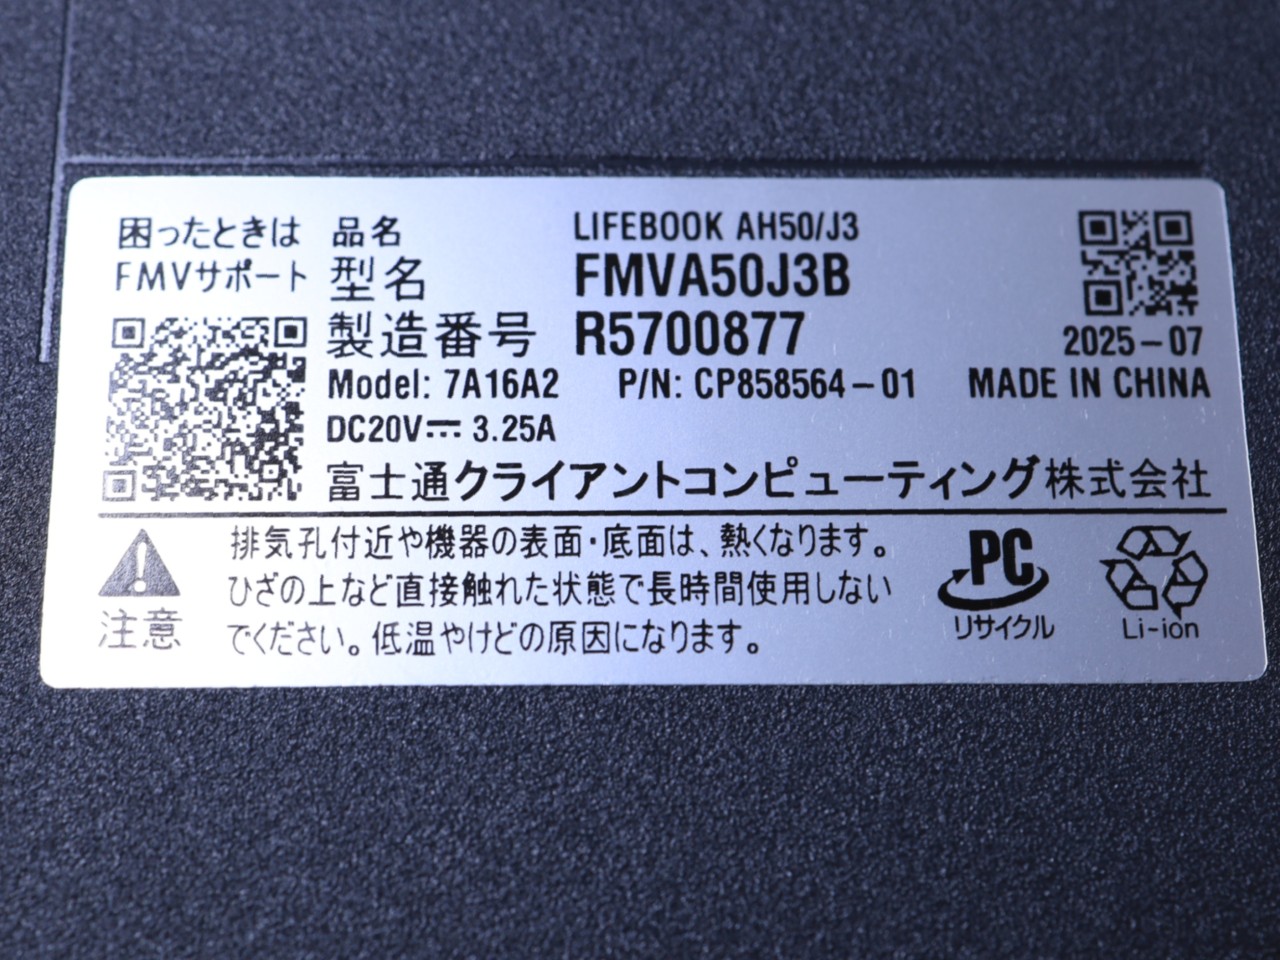 困ったときは
FMVサポート
品名 LIFEBOOK AH50/J3
型名 FMVA50J3B
製造番号 R5700877
2025-07
Model: 7A16A2 P/N: CP858564-01 MADE IN CHINA
DC20V⎓ 3.25A
富士通クライアントコンピューティング株式会社
注意
排気孔付近や機器の表面・底面は、熱くなります。
ひざの上など直接触れた状態で長時間使用しない
でください。低温やけどの原因になります。
PC
リサイクル
Li-ion